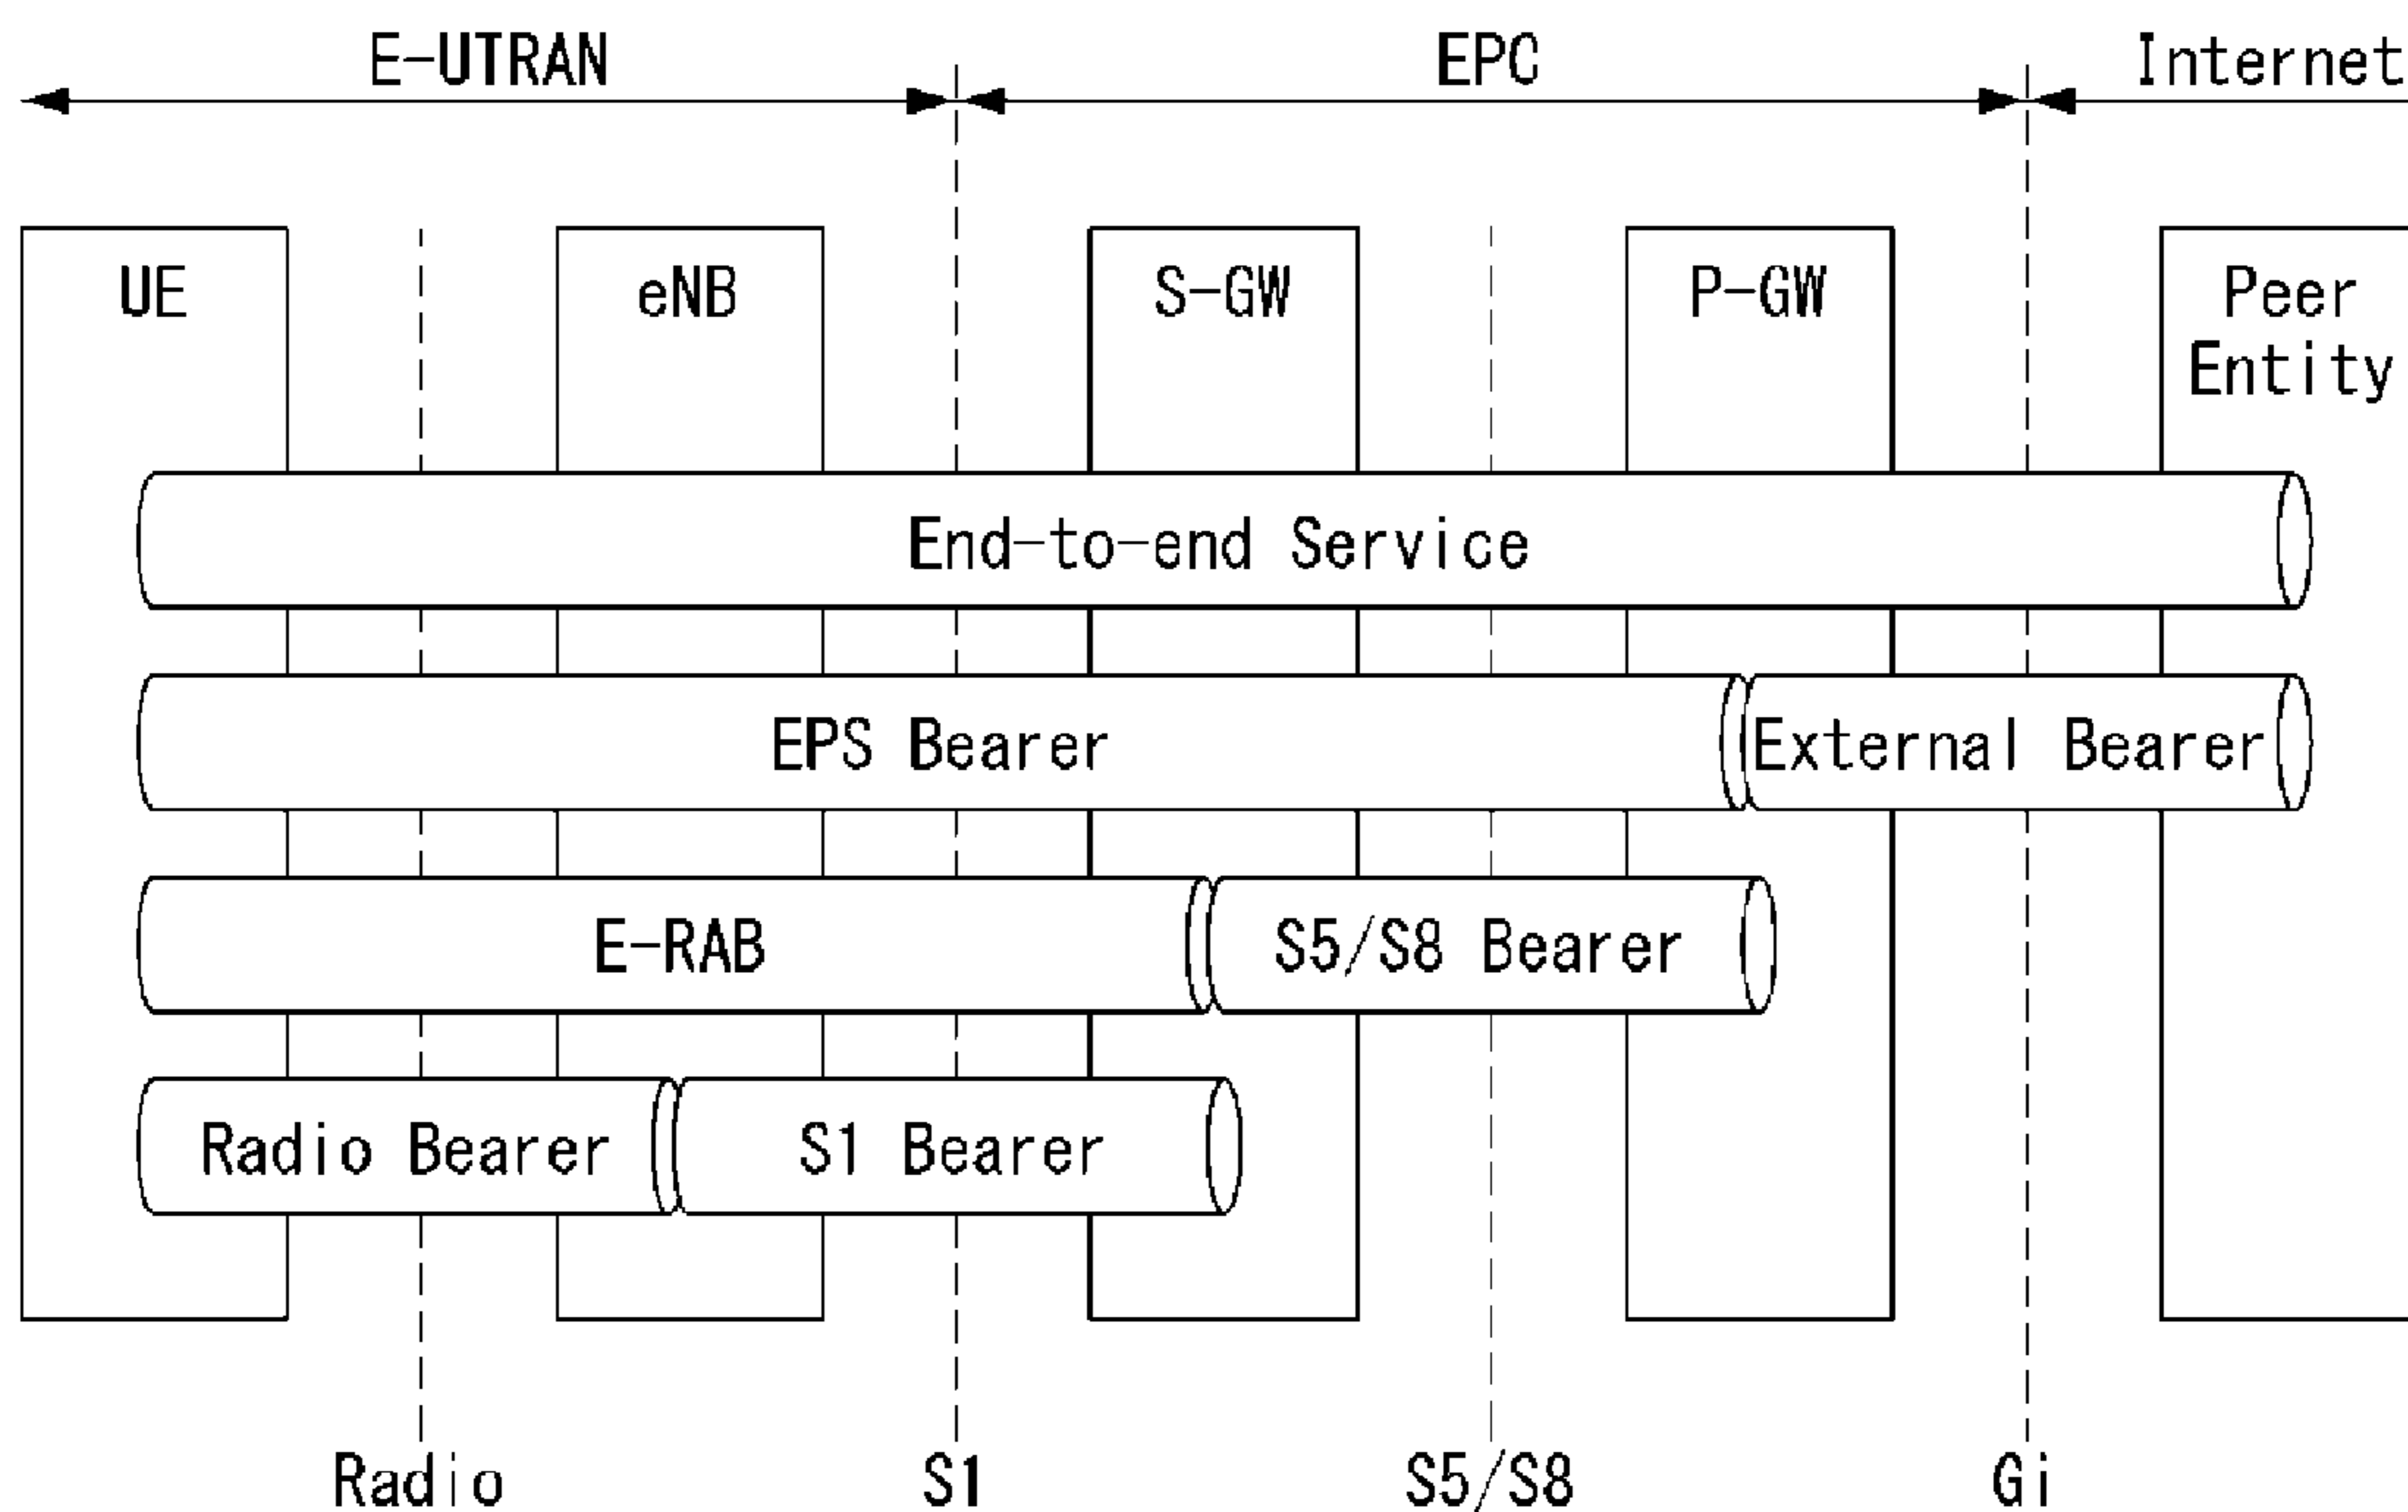 E-UTRAN
EPC
Internet
UE
eNB
S-GW
P-GW
Peer
Entity
End-to-end Service
EPS Bearer
External Bearer
E-RAB
S5/S8 Bearer
Radio Bearer
S1 Bearer
Radio
S1
S5/S8
Gi